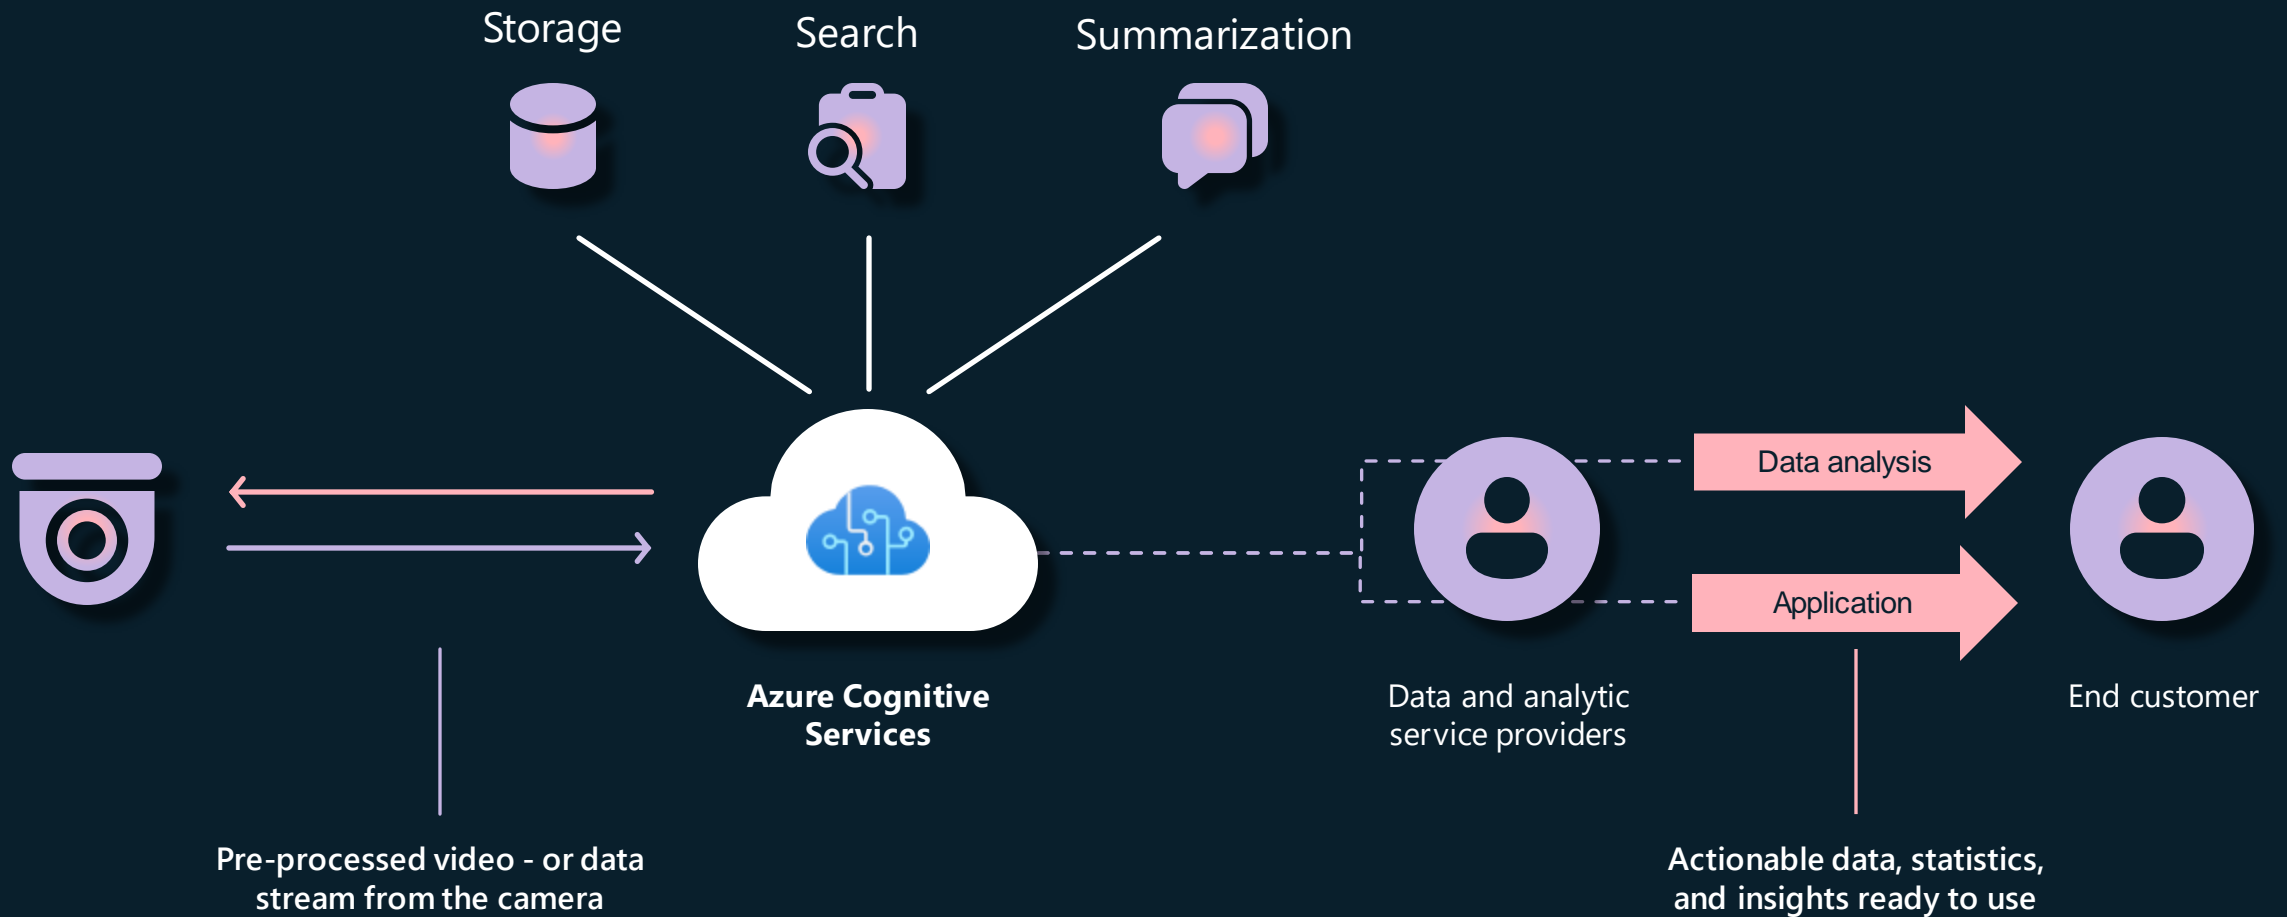 Storage
Search
Summarization
Data analysis
Application
Azure Cognitive
Services
Data and analytic
service providers
End customer
Pre-processed video - or data
stream from the camera
Actionable data, statistics,
and insights ready to use